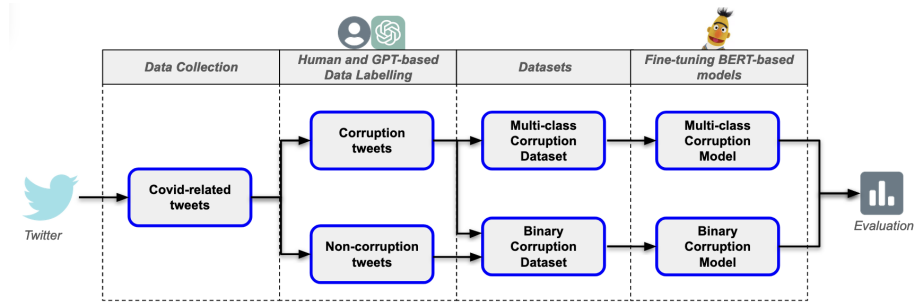 Data Collection
Human and GPT-based
Data Labelling
Datasets
Fine-tuning BERT-based
models
Corruption
tweets
Multi-class
Corruption
Dataset
Multi-class
Corruption
Model
Covid-related
tweets
Twitter
Non-corruption
tweets
Binary
Corruption
Dataset
Binary
Corruption
Model
Evaluation